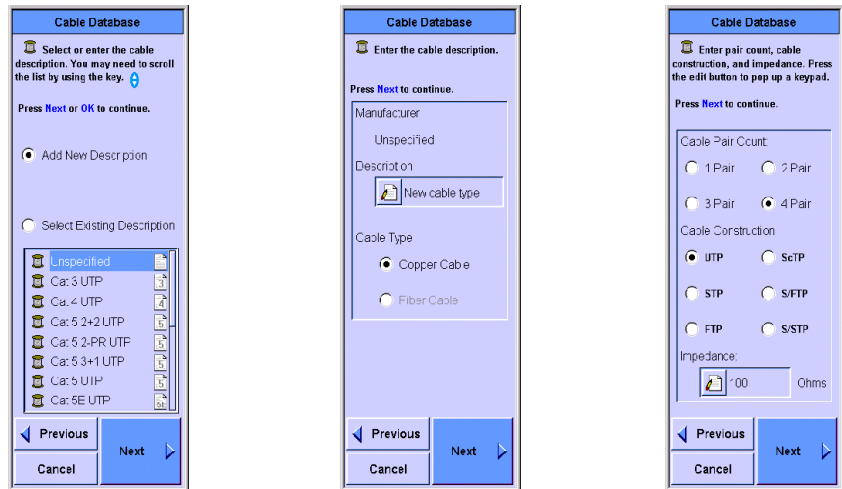 Cable Database
Select or enter the cable
description. You may need to scroll
the list by using the key.
Press Next or OK to continue.
Add New Description
Select Existing Description
Unspecified
Cat 3 UTP
3
Cat 4 UTP
4
Cat 5 2+2 UTP
5
Cat 5 2-PR UTP
5
Cat 5 3+1 UTP
5
Cat 5 UTP
5
Cat 5E UTP
5E
Previous
Next
Cancel
Cable Database
Enter the cable description.
Press Next to continue.
Manufacturer
Unspecified
Description
New cable type
Cable Type
Copper Cable
Fiber Cable
Previous
Next
Cancel
Cable Database
Enter pair count, cable
construction, and impedance. Press
the edit button to pop up a keypad.
Press Next to continue.
Cable Pair Count:
1 Pair 2 Pair
3 Pair 4 Pair
Cable Construction
UTP ScTP
STP S/FTP
FTP S/STP
Impedance:
100 Ohms
Previous
Next
Cancel